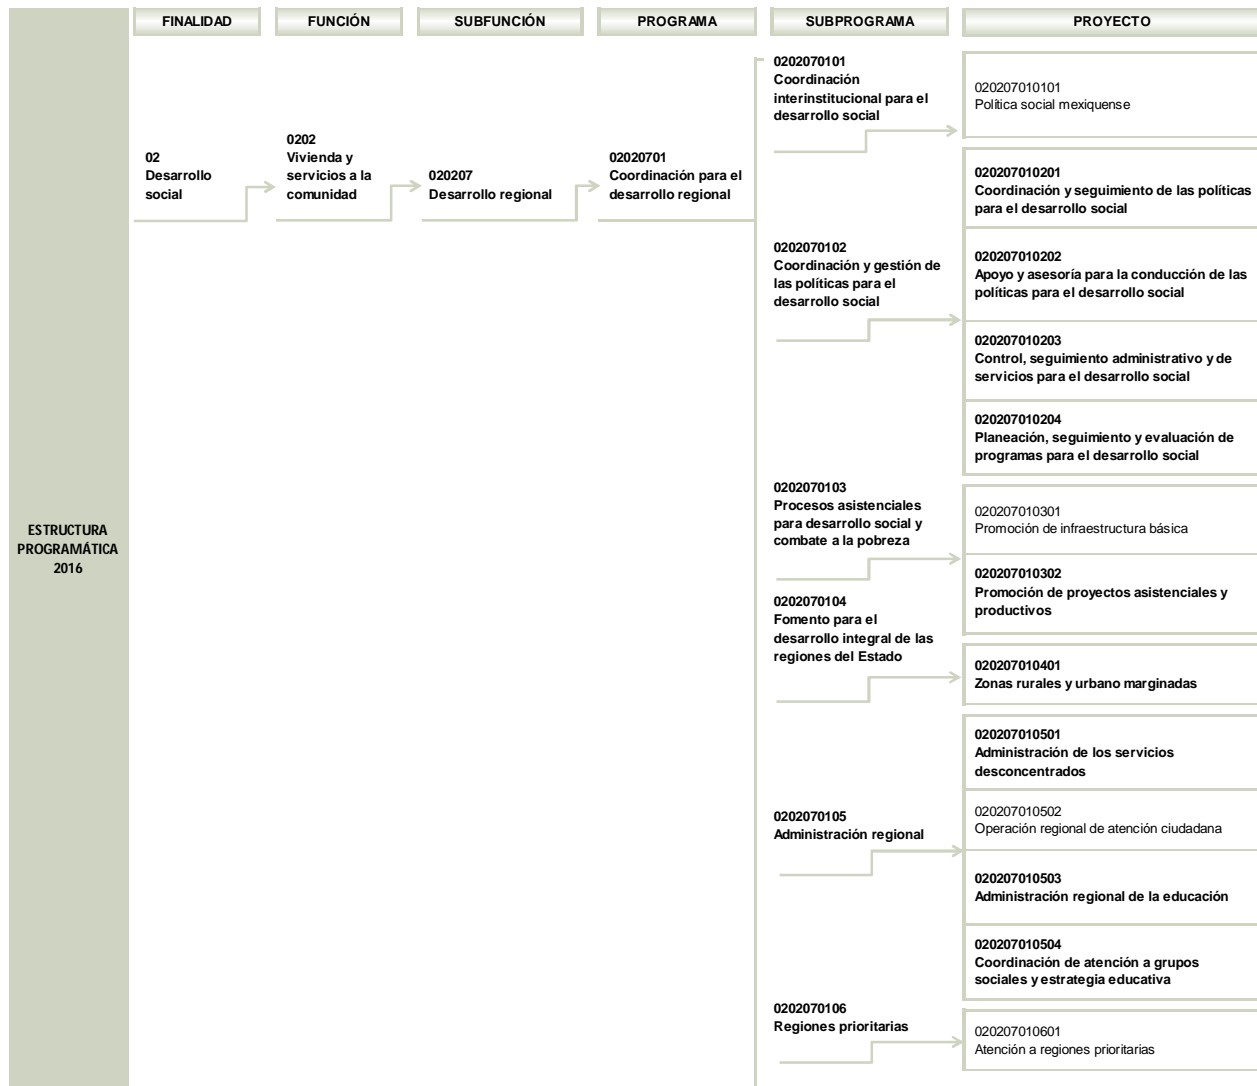 FINALIDAD
FUNCIÓN
SUBFUNCIÓN
PROGRAMA
SUBPROGRAMA
PROYECTO
ESTRUCTURA
PROGRAMÁTICA
2016
02
Desarrollo
social
0202
Vivienda y
servicios a la
comunidad
020207
Desarrollo regional
02020701
Coordinación para el
desarrollo regional
0202070101
Coordinación
interinstitucional para el
desarrollo social
020207010101
Política social mexiquense
0202070102
Coordinación y gestión de
las políticas para el
desarrollo social
020207010201
Coordinación y seguimiento de las políticas
para el desarrollo social
020207010202
Apoyo y asesoría para la conducción de las
políticas para el desarrollo social
020207010203
Control, seguimiento administrativo y de
servicios para el desarrollo social
020207010204
Planeación, seguimiento y evaluación de
programas para el desarrollo social
0202070103
Procesos asistenciales
para desarrollo social y
combate a la pobreza
020207010301
Promoción de infraestructura básica
020207010302
Promoción de proyectos asistenciales y
productivos
0202070104
Fomento para el
desarrollo integral de las
regiones del Estado
020207010401
Zonas rurales y urbano marginadas
0202070105
Administración regional
020207010501
Administración de los servicios
desconcentrados
020207010502
Operación regional de atención ciudadana
020207010503
Administración regional de la educación
020207010504
Coordinación de atención a grupos
sociales y estrategia educativa
0202070106
Regiones prioritarias
020207010601
Atención a regiones prioritarias